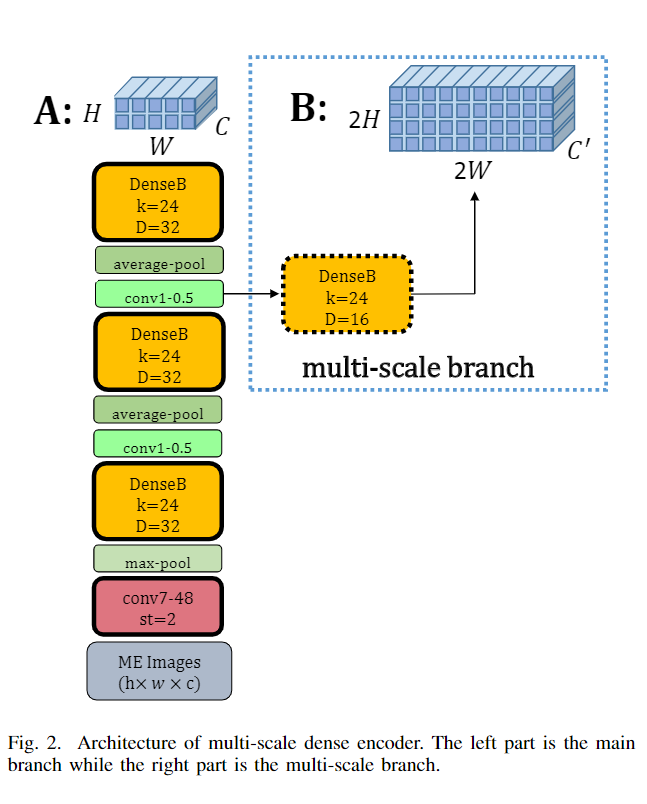 A: H
W
C
B: 2H
2W
C'
DenseB
k=24
D=32
average-pool
conv1-0.5
DenseB
k=24
D=16
multi-scale branch
DenseB
k=24
D=32
average-pool
conv1-0.5
DenseB
k=24
D=32
max-pool
conv7-48
st=2
ME Images
(h× w × c)
Fig. 2. Architecture of multi-scale dense encoder. The left part is the main
branch while the right part is the multi-scale branch.